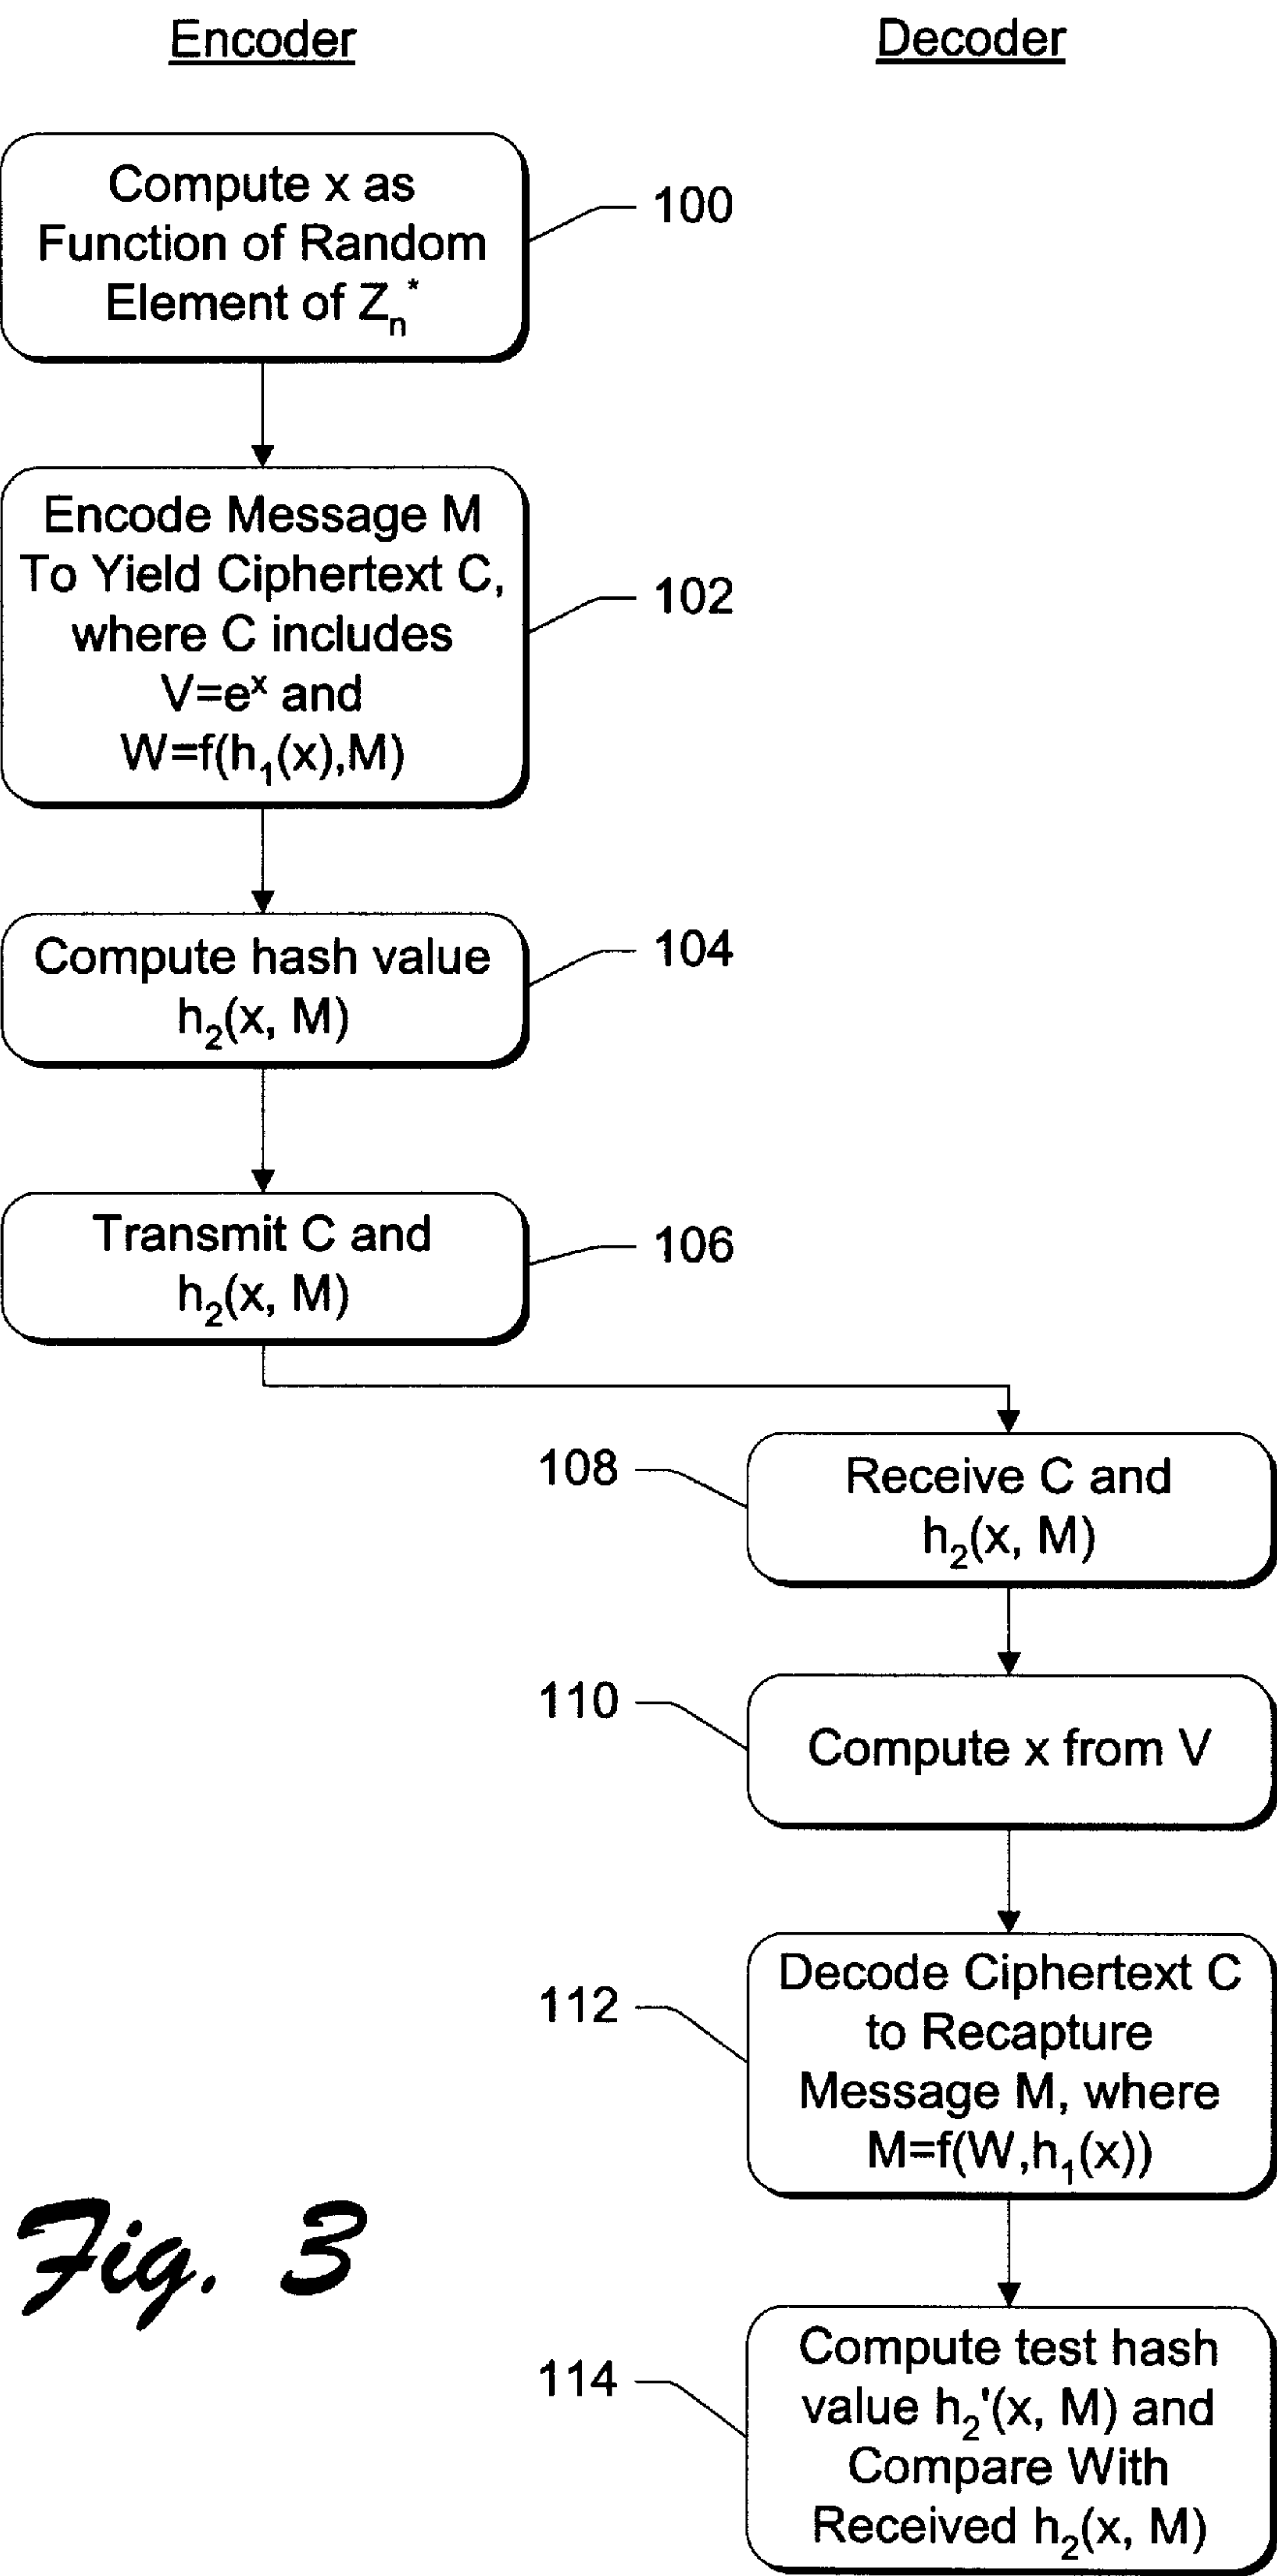 Encoder
Decoder
Compute x as
Function of Random
Element of Zₙ*
100
Encode Message M
To Yield Ciphertext C,
where C includes
V=eˣ and
W=f(h₁(x),M)
102
Compute hash value
h₂(x, M)
104
Transmit C and
h₂(x, M)
106
108
Receive C and
h₂(x, M)
110
Compute x from V
112
Decode Ciphertext C
to Recapture
Message M, where
M=f(W,h₁(x))
114
Compute test hash
value h₂'(x, M) and
Compare With
Received h₂(x, M)
Fig. 3